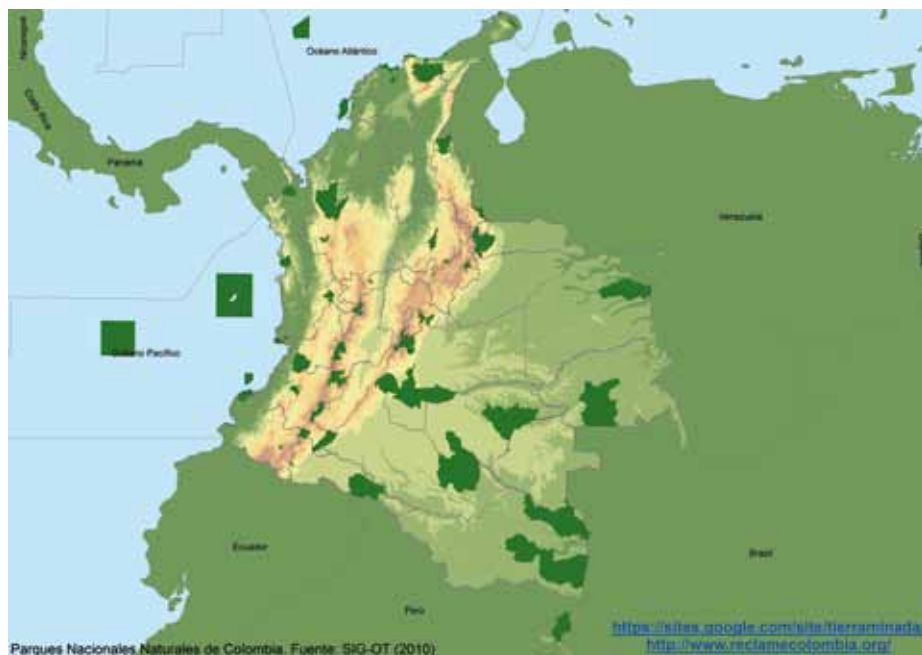 Nicaragua
Océano Atlántico
Costa Rica
Panamá
Venezuela
Océano Pacífico
Ecuador
Brasil
Perú
https://sites.google.com/site/tierraminada
http://www.reclamecolombia.org/
Parques Nacionales Naturales de Colombia. Fuente: SIG-OT (2010)